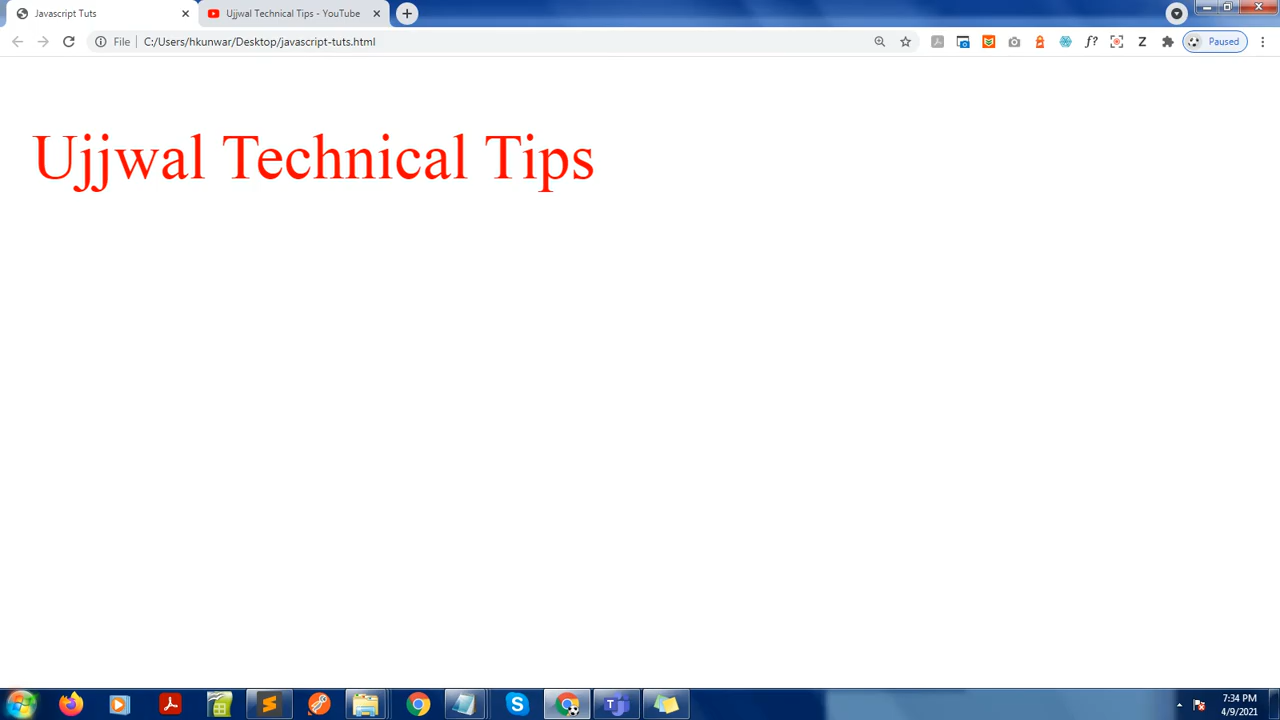 Javascript Tuts
Ujjwal Technical Tips - YouTube
File
C:/Users/hkunwar/Desktop/javascript-tuts.html
f?
Z
Paused
Ujjwal Technical Tips
7:34 PM
4/9/2021